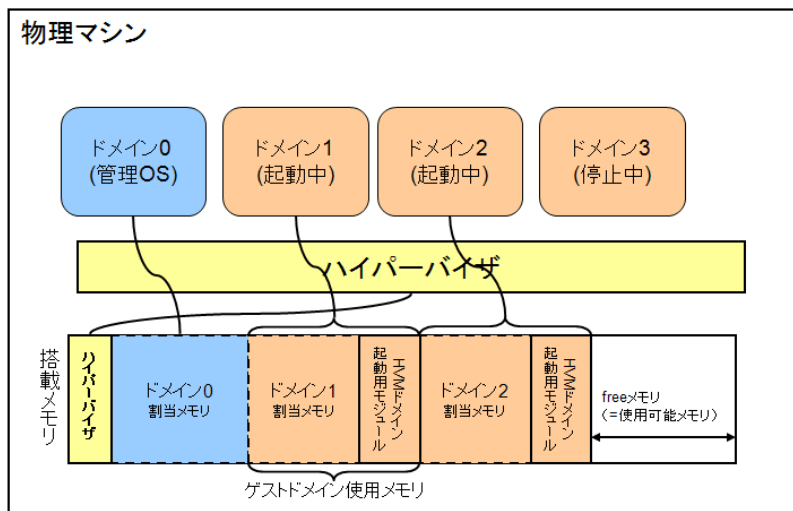 物理マシン
ドメイン0
(管理OS)
ドメイン1
(起動中)
ドメイン2
(起動中)
ドメイン3
(停止中)
ハイパーバイザ
搭載メモリ
ハイパーバイザ
ドメイン0
割当メモリ
ドメイン1
割当メモリ
HVMドメイン
起動用モジュール
ドメイン2
割当メモリ
HVMドメイン
起動用モジュール
freeメモリ
(=使用可能メモリ)
ゲストドメイン使用メモリ